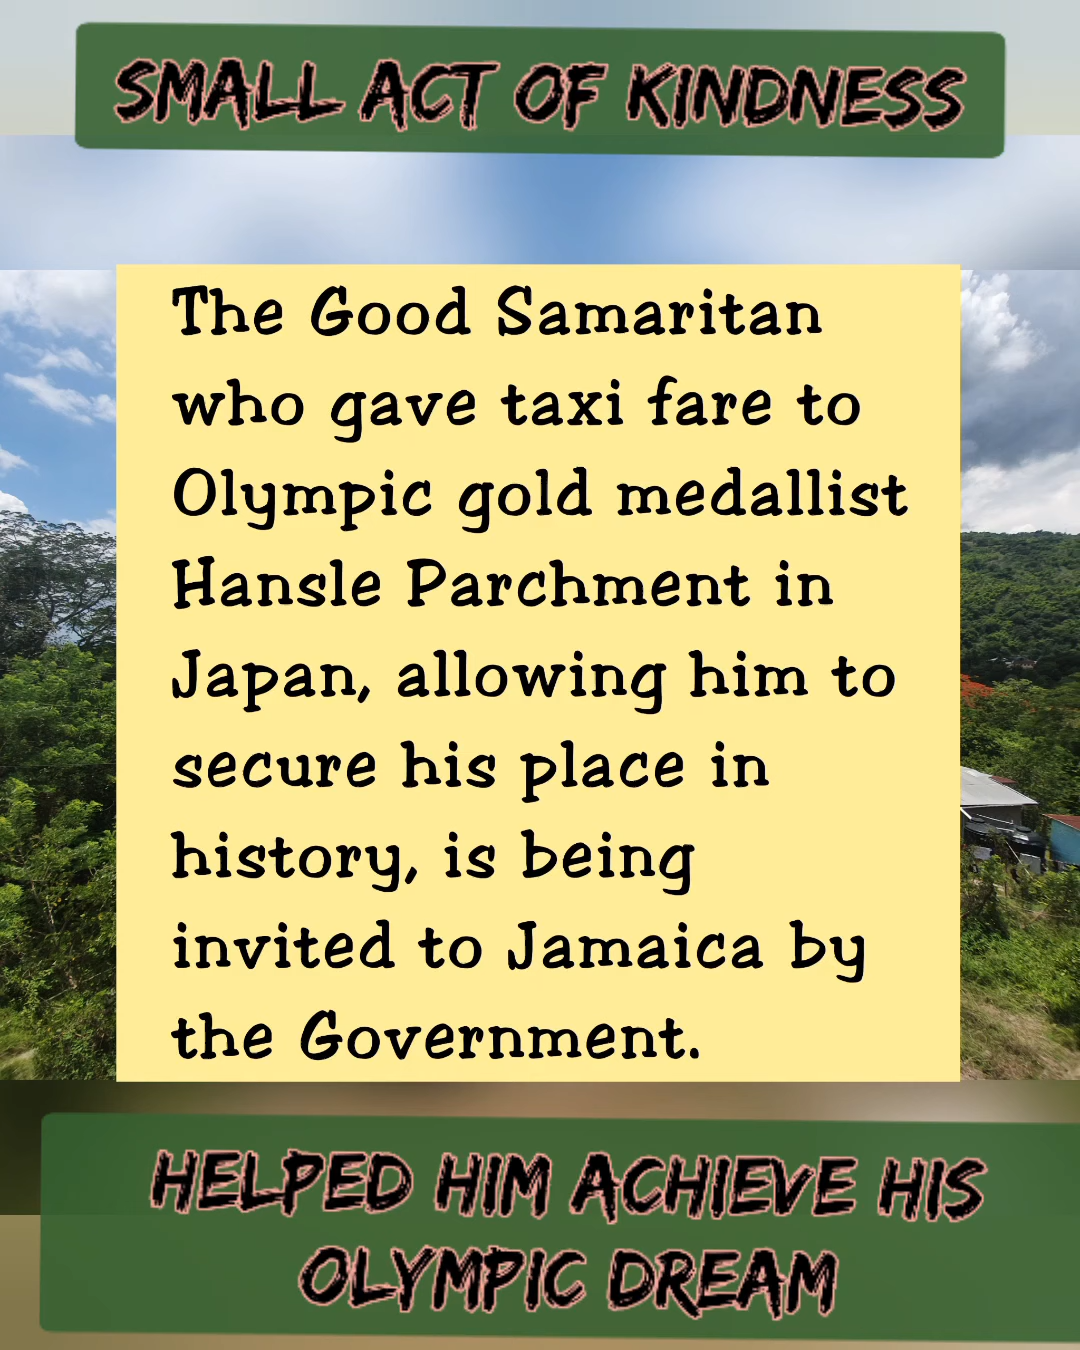 SMALL ACT OF KINDNESS
The Good Samaritan
who gave taxi fare to
Olympic gold medallist
Hansle Parchment in
Japan, allowing him to
secure his place in
history, is being
invited to Jamaica by
the Government.
HELPED HIM ACHIEVE HIS
OLYMPIC DREAM